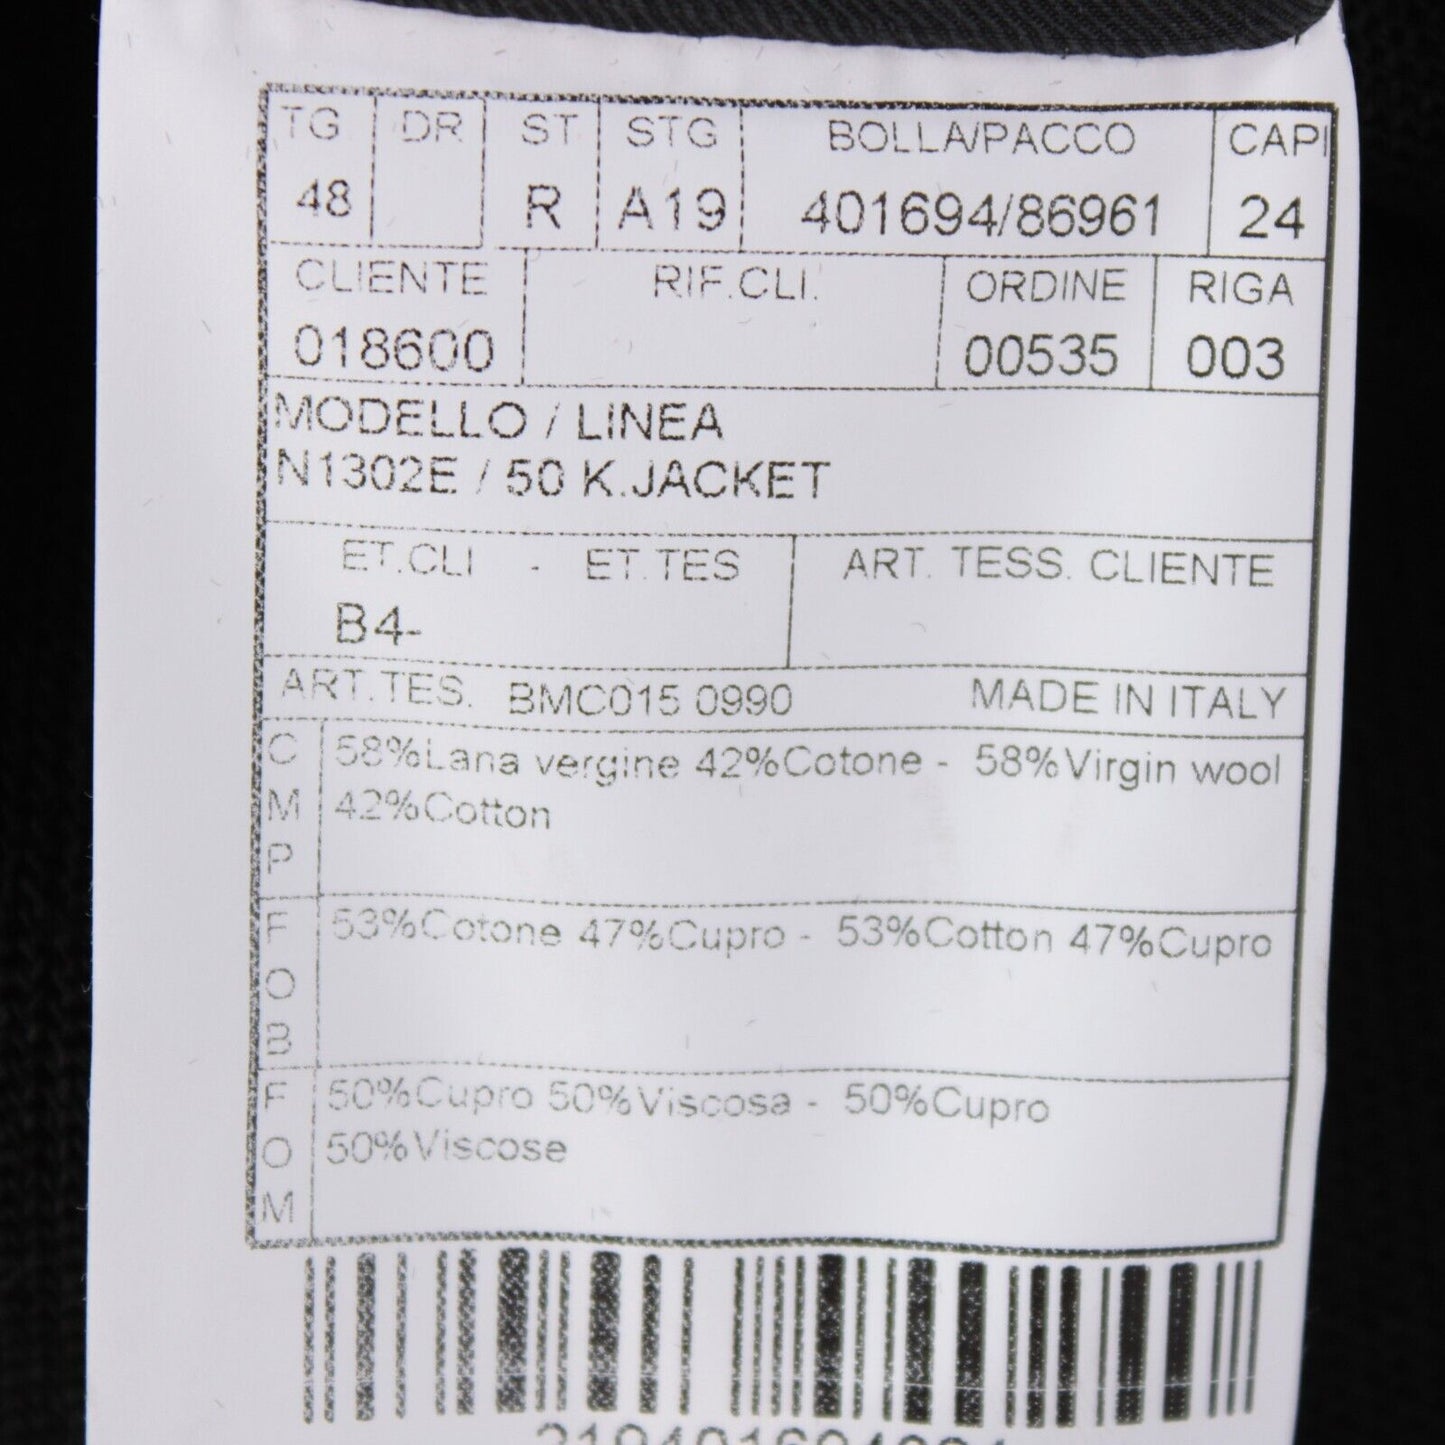 TG DR ST STG BOLLA/PACCO CAPI
48 R A19 401694/86961 24
CLIENTE RIF.CLI. ORDINE RIGA
018600 00535 003
MODELLO / LINEA
N1302E / 50 K.JACKET
ET.CLI - ET.TES ART. TESS. CLIENTE
B4-
ART.TES. BMC015 0990 MADE IN ITALY
CMP 58%Lana vergine 42%Cotone - 58%Virgin wool
42%Cotton
FOB 53%Cotone 47%Cupro - 53%Cotton 47%Cupro
FOM 50%Cupro 50%Viscosa - 50%Cupro
50%Viscose